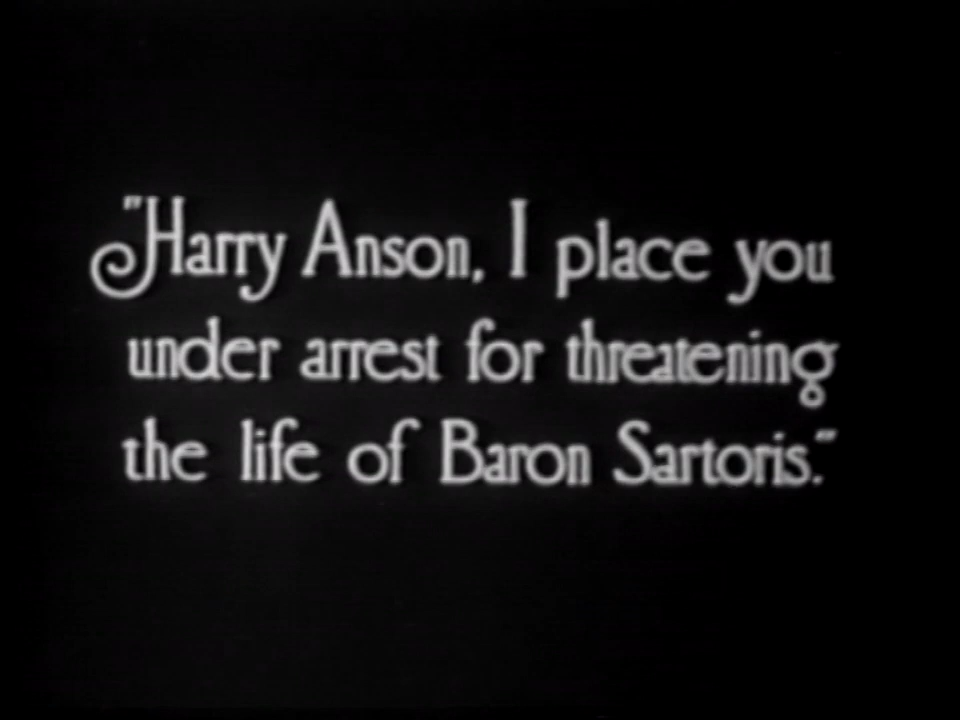 "Harry Anson, I place you
under arrest for threatening
the life of Baron Sartoris."